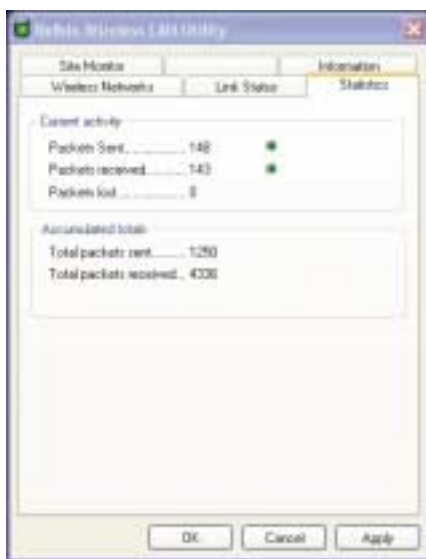 Belkin Wireless LAN Utility
Site Monitor
Information
Wireless Networks
Link Status
Statistics
Current activity
Packets Sent............ 148
Packets received....... 143
Packets lost............
Accumulated totals
Total packets sent........ 1250
Total packets received.. 4336
OK
Cancel
Apply